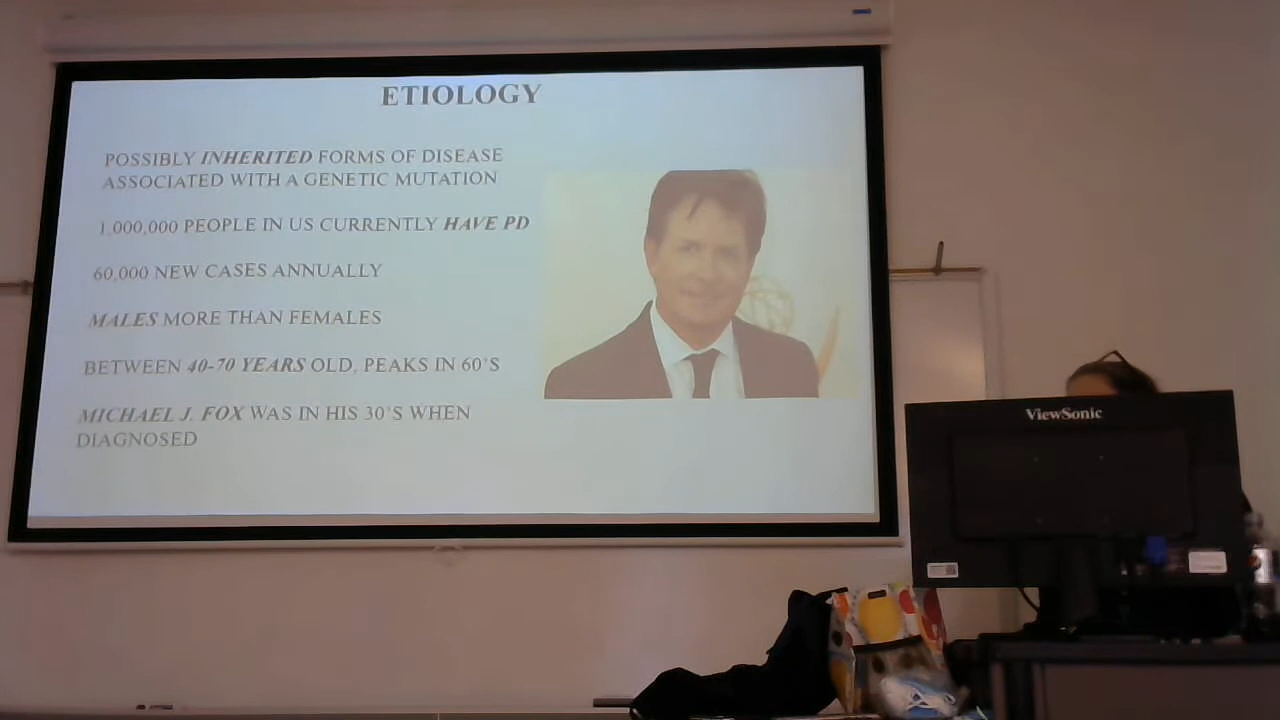 ETIOLOGY
POSSIBLY INHERITED FORMS OF DISEASE
ASSOCIATED WITH A GENETIC MUTATION
1,000,000 PEOPLE IN US CURRENTLY HAVE PD
60,000 NEW CASES ANNUALLY
MALES MORE THAN FEMALES
BETWEEN 40-70 YEARS OLD, PEAKS IN 60'S
MICHAEL J. FOX WAS IN HIS 30'S WHEN
DIAGNOSED
ViewSonic